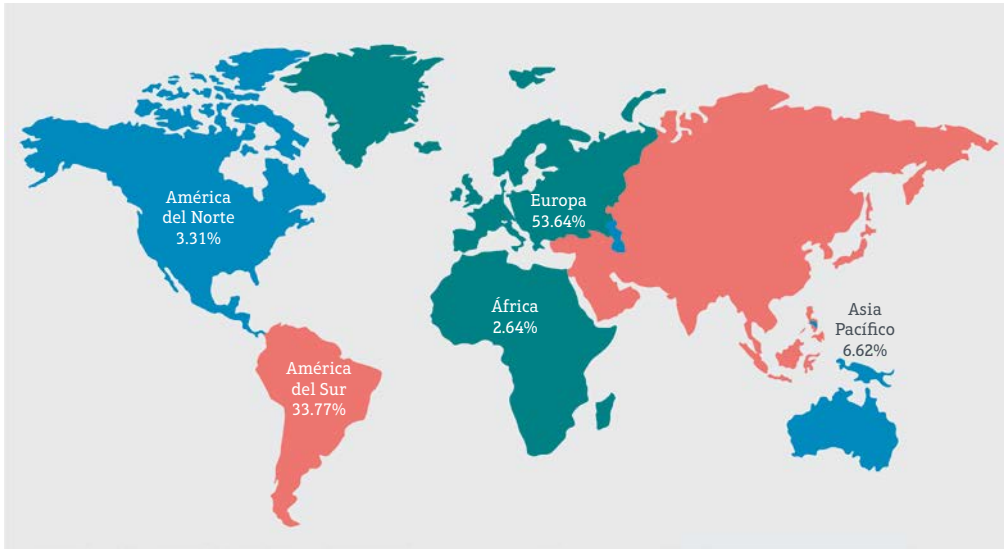 América
del Norte
3.31%
Europa
53.64%
África
2.64%
Asia
Pacífico
6.62%
América
del Sur
33.77%